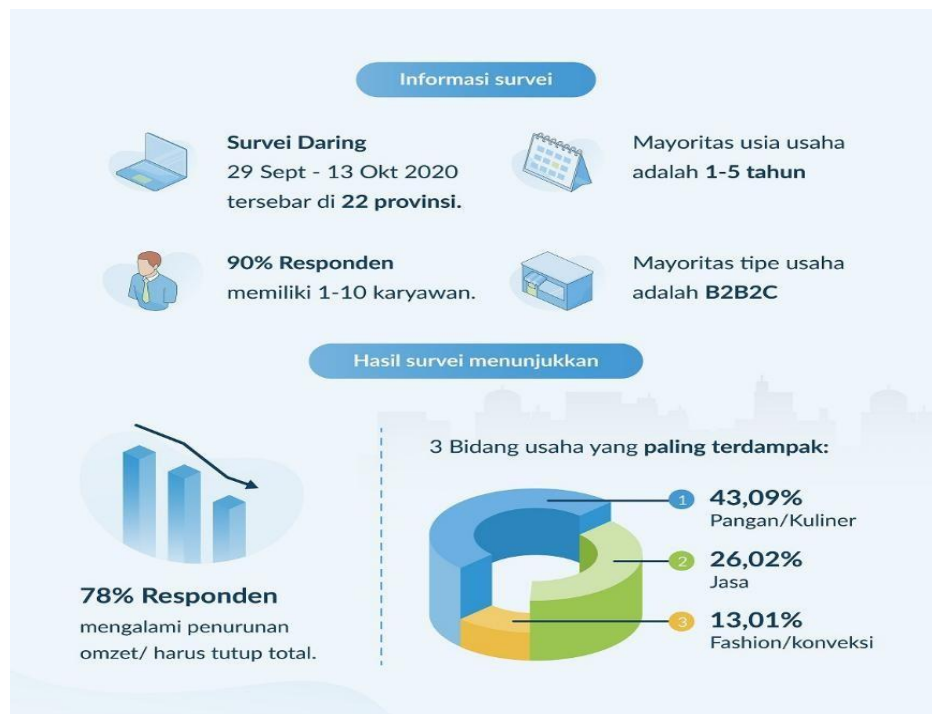 Informasi survei
Survei Daring
29 Sept - 13 Okt 2020
tersebar di 22 provinsi.
Mayoritas usia usaha
adalah 1-5 tahun
90% Responden
memiliki 1-10 karyawan.
Mayoritas tipe usaha
adalah B2B2C
Hasil survei menunjukkan
78% Responden
mengalami penurunan
omzet/ harus tutup total.
3 Bidang usaha yang paling terdampak:
1 43,09%
Pangan/Kuliner
2 26,02%
Jasa
3 13,01%
Fashion/konveksi